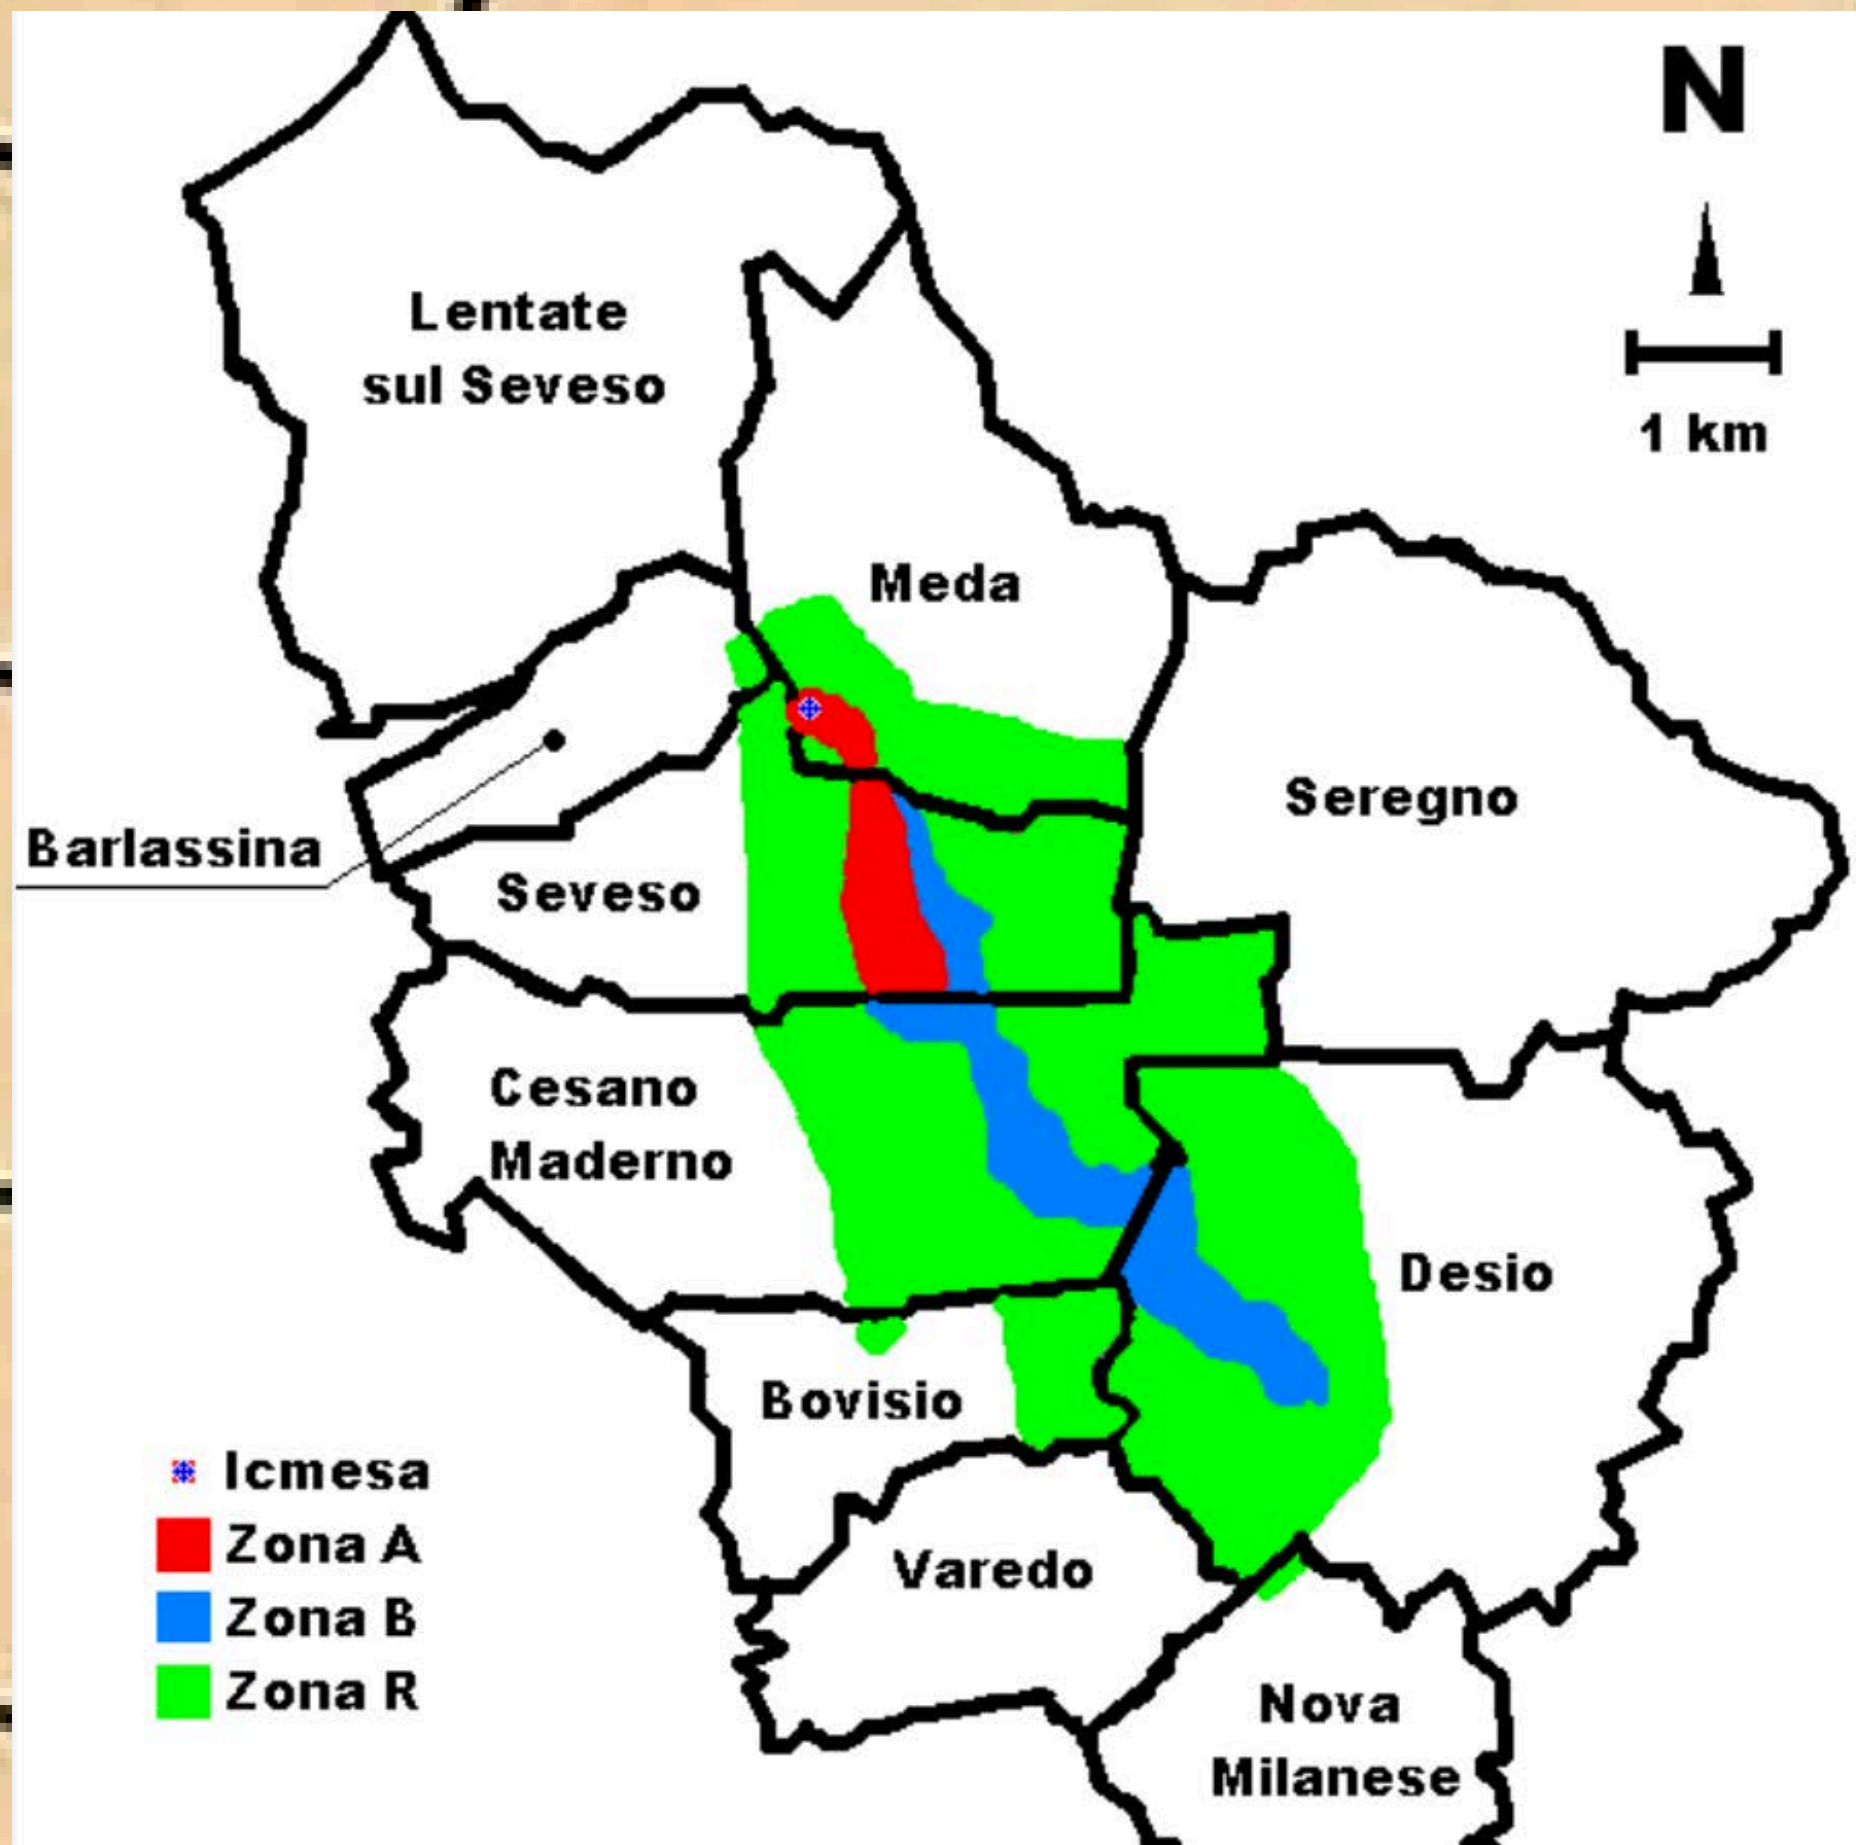 N
1 km
Lentate
sul Seveso
Meda
Seregno
Barlassina
Seveso
Cesano
Maderno
Desio
Bovisio
Varedo
Nova
Milanese
Icmesa
Zona A
Zona B
Zona R